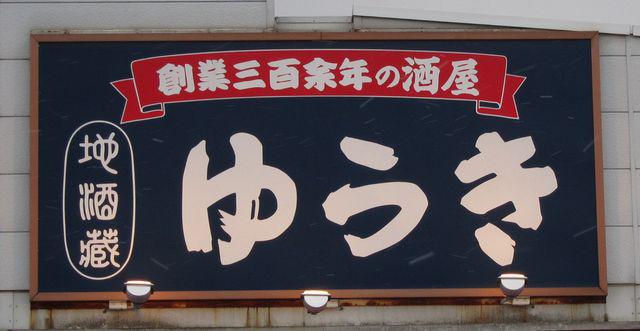 創業三百余年の酒屋
地酒蔵
ゆうき